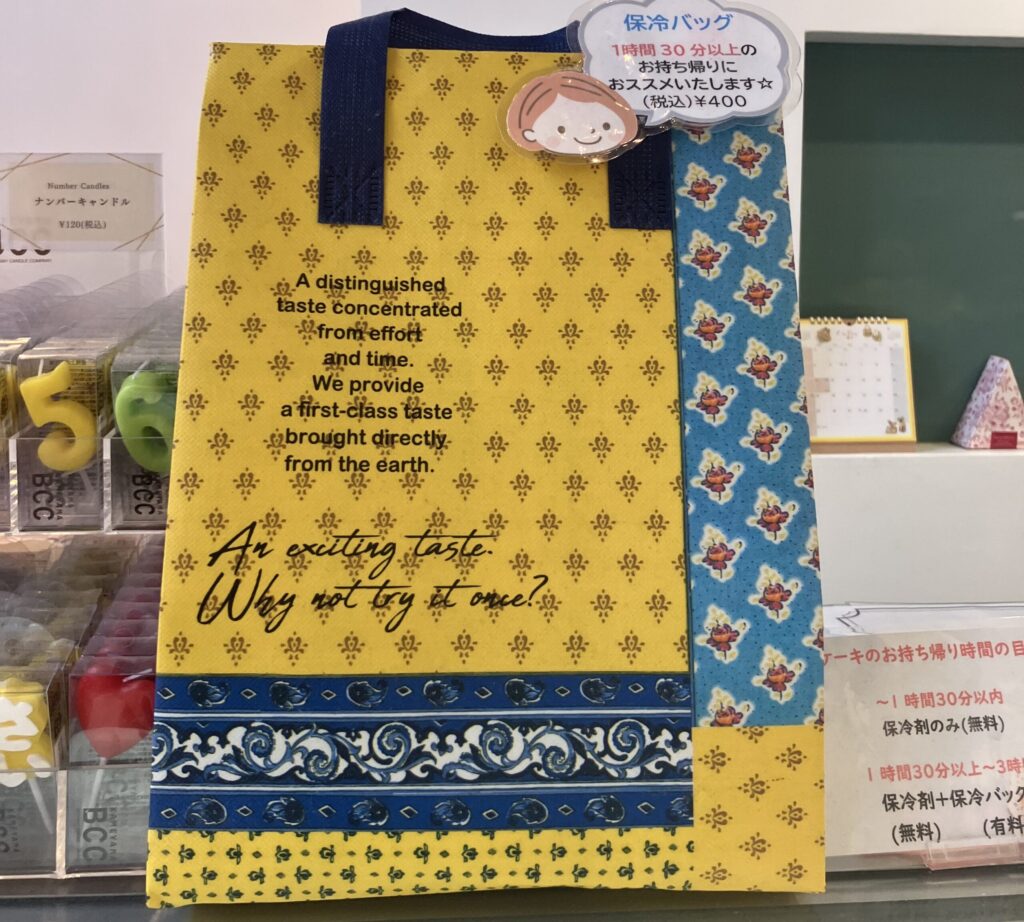 保冷バッグ
1時間30分以上の
お持ち帰りに
おススメいたします☆
(税込)¥400
Number Candles
ナンバーキャンドル
¥120(税込)
A distinguished
taste concentrated
from effort
and time.
We provide
a first-class taste
brought directly
from the earth.
An exciting taste.
Why not try it once?
5
6
BCC
BCC
BCC
BCC
ーキのお持ち帰り時間の目
~1時間30分以内
保冷剤のみ(無料)
1時間30分以上~3時
保冷剤+保冷バッグ
(無料) (有料